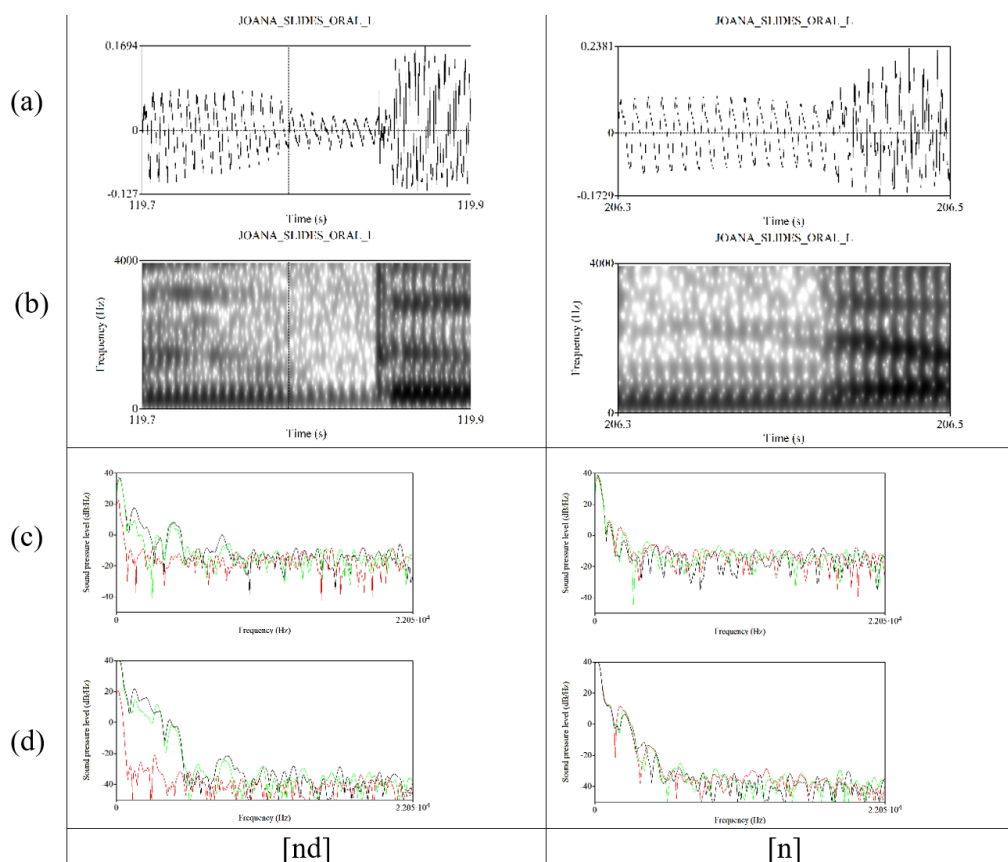 JOANA_SLIDES_ORAL_L
JOANA_SLIDES_ORAL_L
(a)
0.1694
0
-0.127
119.7
119.9
Time (s)
0.2381
0
-0.1729
206.3
206.5
Time (s)
JOANA_SLIDES_ORAL_L
JOANA_SLIDES_ORAL_L
(b)
4000
Frequency (Hz)
0
119.7
119.9
Time (s)
4000
Frequency (Hz)
0
206.3
206.5
Time (s)
(c)
Sound pressure level (dB/Hz)
40
20
0
-20
-40
0
2.205·10⁴
Frequency (Hz)
Sound pressure level (dB/Hz)
40
20
0
-20
-40
0
2.205·10⁴
Frequency (Hz)
(d)
Sound pressure level (dB/Hz)
40
20
0
-20
-40
0
2.205·10⁴
Frequency (Hz)
Sound pressure level (dB/Hz)
40
20
0
-20
-40
0
2.205·10⁴
Frequency (Hz)
[nd]
[n]